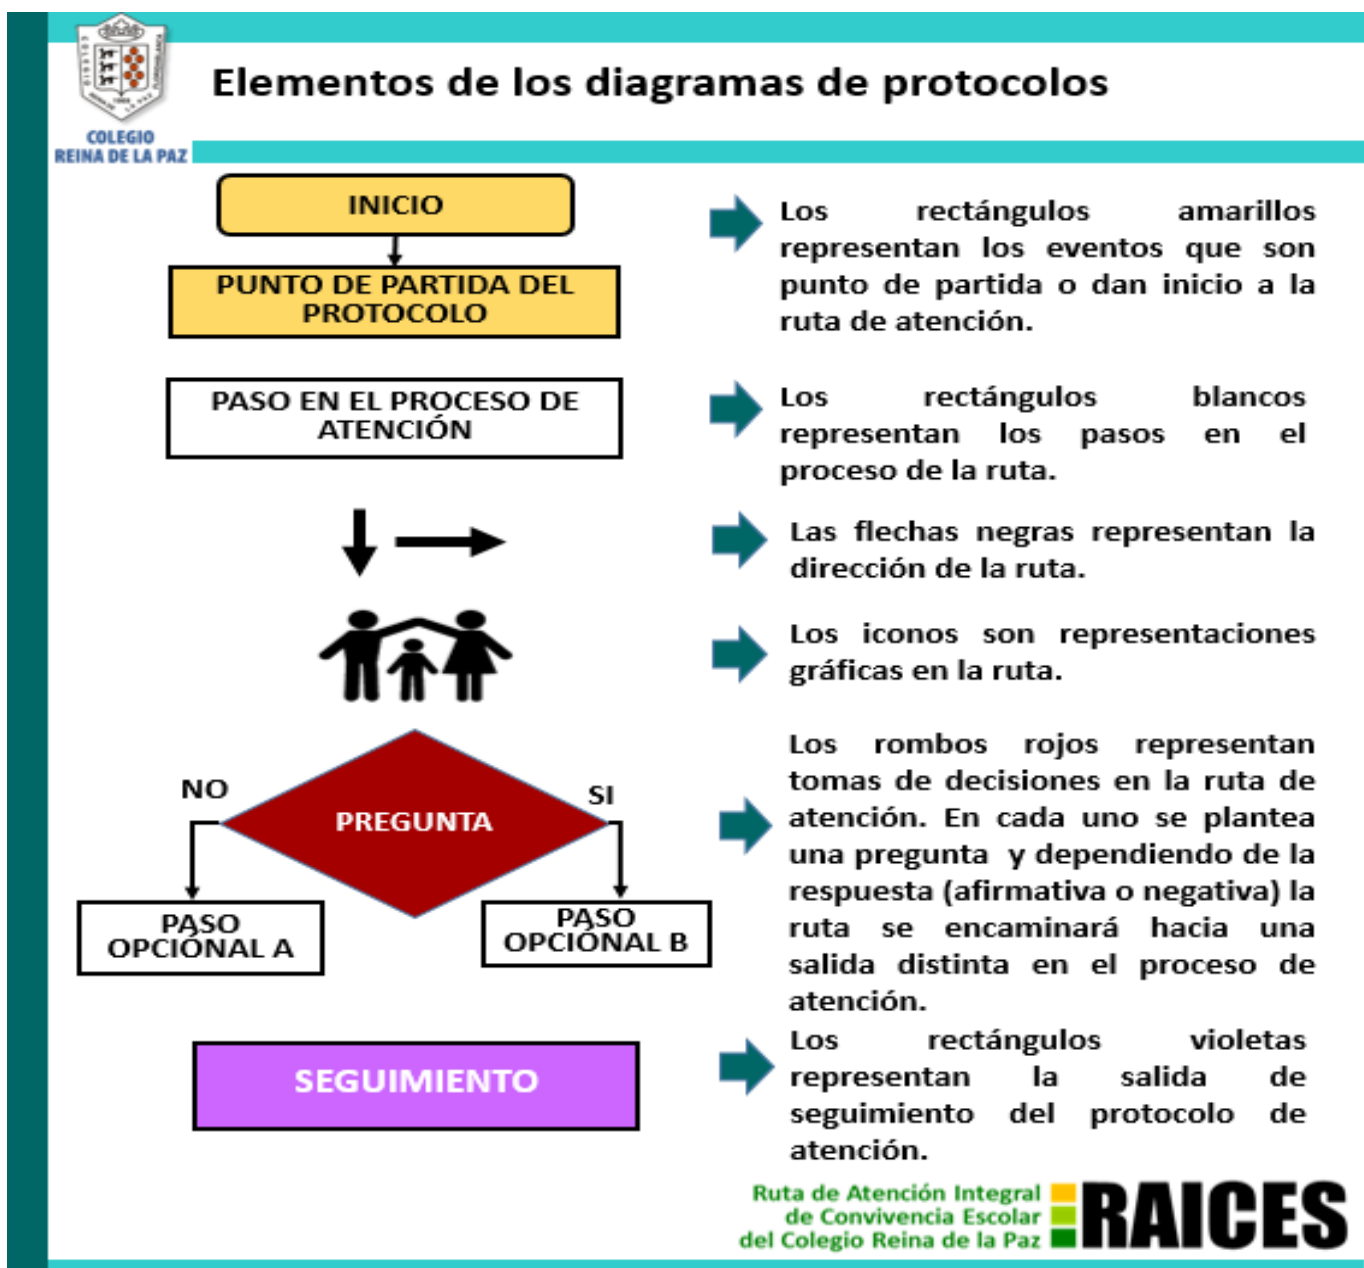 COLEGIO
REINA DE LA PAZ
Elementos de los diagramas de protocolos
INICIO
PUNTO DE PARTIDA DEL
PROTOCOLO
Los rectángulos amarillos
representan los eventos que son
punto de partida o dan inicio a la
ruta de atención.
PASO EN EL PROCESO DE
ATENCIÓN
Los rectángulos blancos
representan los pasos en el
proceso de la ruta.
Las flechas negras representan la
dirección de la ruta.
Los iconos son representaciones
gráficas en la ruta.
NO
SI
PREGUNTA
PASO
OPCIÓNAL A
PASO
OPCIÓNAL B
Los rombos rojos representan
tomas de decisiones en la ruta de
atención. En cada uno se plantea
una pregunta y dependiendo de la
respuesta (afirmativa o negativa) la
ruta se encaminará hacia una
salida distinta en el proceso de
atención.
SEGUIMIENTO
Los rectángulos violetas
representan la salida de
seguimiento del protocolo de
atención.
Ruta de Atención Integral
de Convivencia Escolar
del Colegio Reina de la Paz
RAICES